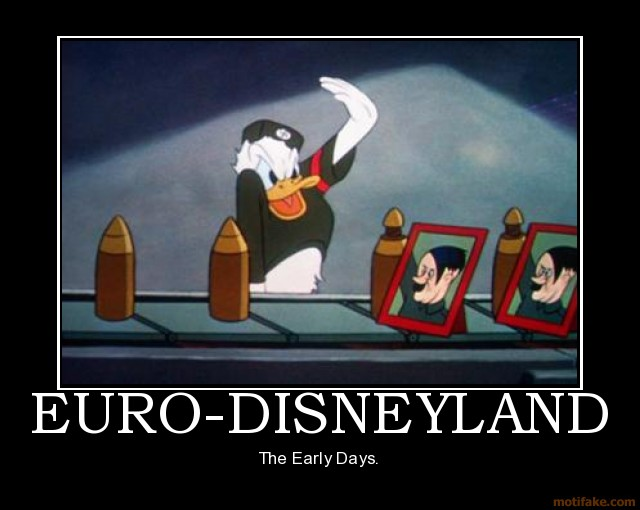 EURO-DISNEYLAND
The Early Days.
motifake.com